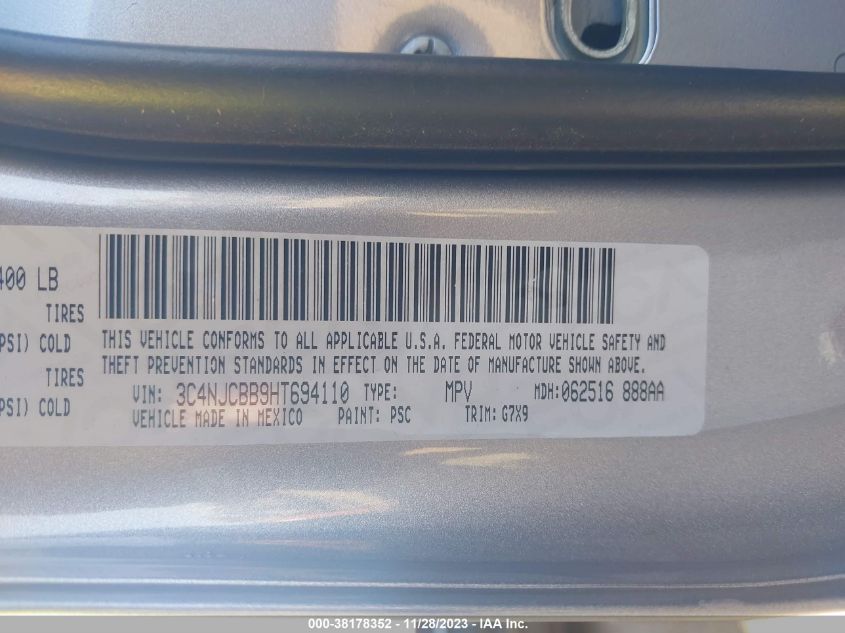 400 LB
TIRES
PSI) COLD
TIRES
PSI) COLD
THIS VEHICLE CONFORMS TO ALL APPLICABLE U.S.A. FEDERAL MOTOR VEHICLE SAFETY AND
THEFT PREVENTION STANDARDS IN EFFECT ON THE DATE OF MANUFACTURE SHOWN ABOVE.
VIN: 3C4NJCBB9HT694110 TYPE: MPV MDH: 062516 888AA
VEHICLE MADE IN MEXICO PAINT: PSC TRIM: G7X9
000-38178352 - 11/28/2023 - IAA Inc.